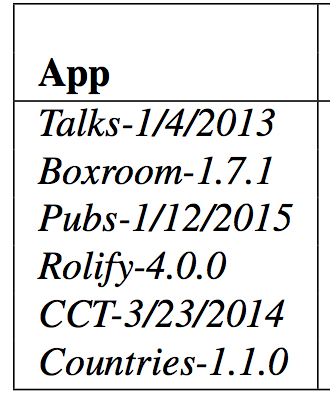 App
Talks-1/4/2013
Boxroom-1.7.1
Pubs-1/12/2015
Rolify-4.0.0
CCT-3/23/2014
Countries-1.1.0